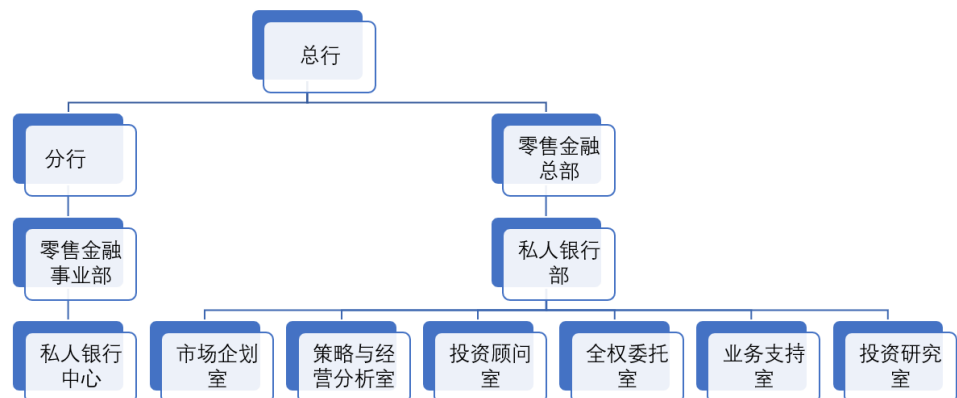 总行
分行
零售金融
总部
零售金融
事业部
私人银行
部
私人银行
中心
市场企划
室
策略与经
营分析室
投资顾问
室
全权委托
室
业务支持
室
投资研究
室